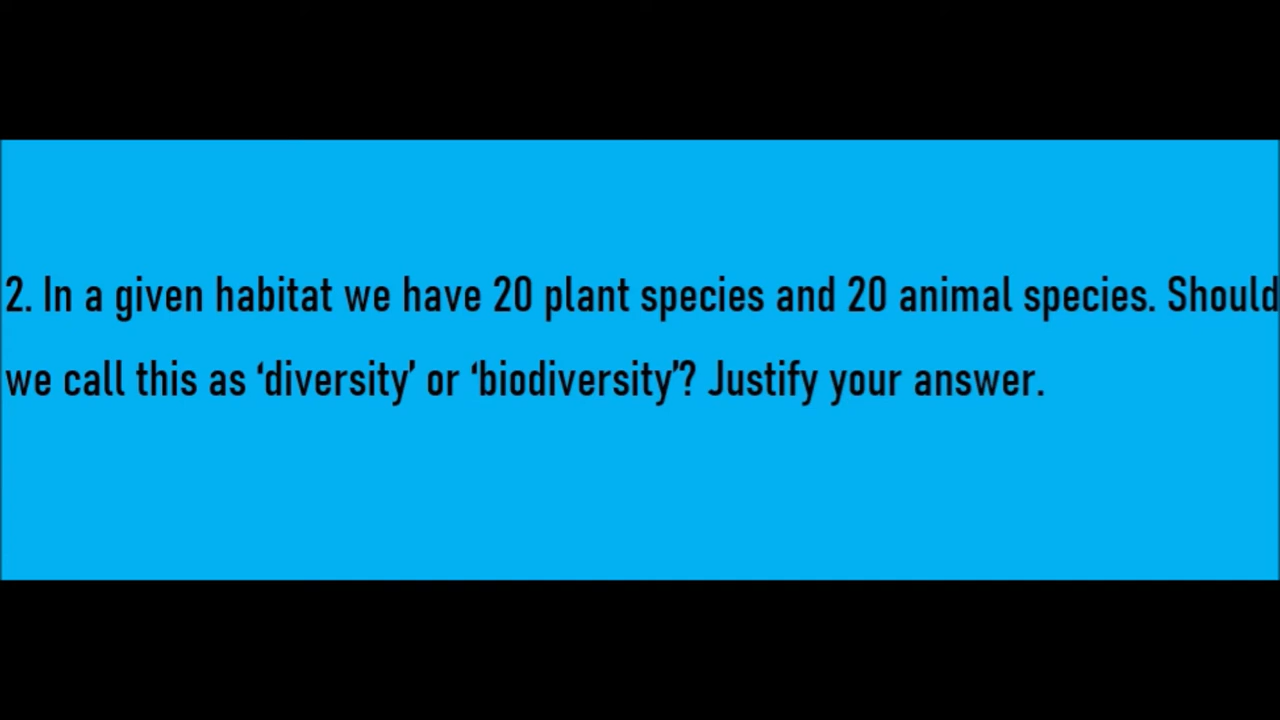 2. In a given habitat we have 20 plant species and 20 animal species. Should
we call this as ‘diversity’ or ‘biodiversity’? Justify your answer.